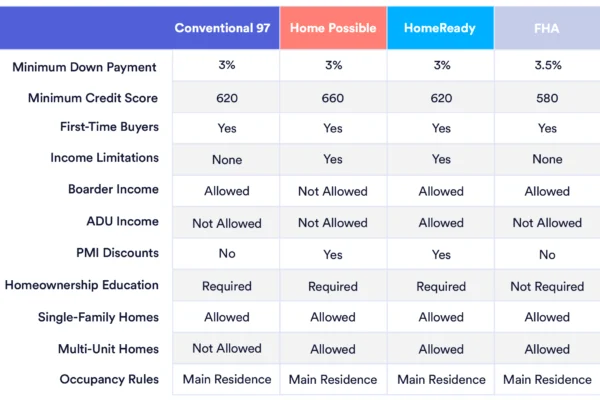 Conventional 97 Home Possible HomeReady FHA
Minimum Down Payment 3% 3% 3% 3.5%
Minimum Credit Score 620 660 620 580
First-Time Buyers Yes Yes Yes Yes
Income Limitations None Yes Yes None
Boarder Income Allowed Not Allowed Allowed Allowed
ADU Income Not Allowed Not Allowed Allowed Not Allowed
PMI Discounts No Yes Yes No
Homeownership Education Required Required Required Not Required
Single-Family Homes Allowed Allowed Allowed Allowed
Multi-Unit Homes Not Allowed Allowed Allowed Allowed
Occupancy Rules Main Residence Main Residence Main Residence Main Residence